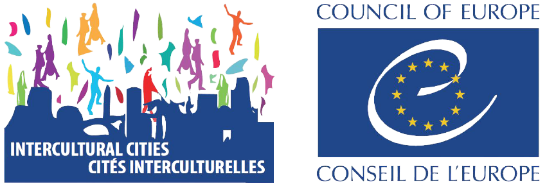 INTERCULTURAL CITIES
CITÉS INTERCULTURELLES
COUNCIL OF EUROPE
CONSEIL DE L'EUROPE